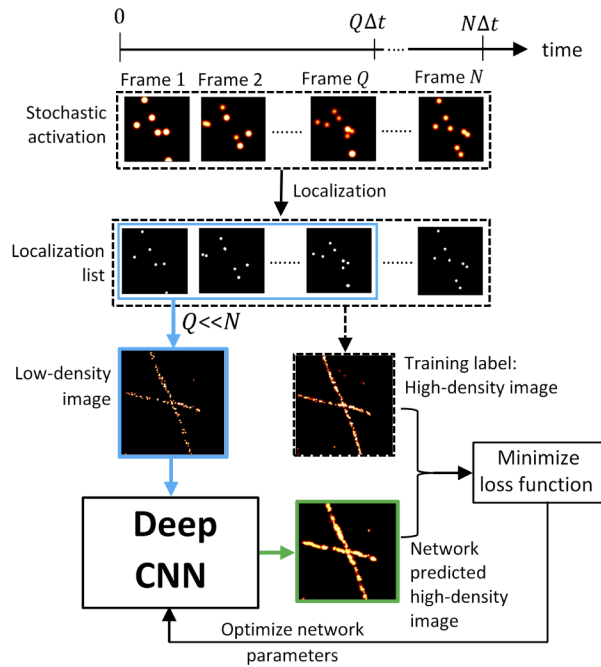 0
QΔt
NΔt
time
Frame 1
Frame 2
Frame Q
Frame N
Stochastic
activation
........
.......
Localization
Localization
list
........
.......
Q<<N
Low-density
image
Training label:
High-density image
Minimize
loss function
Deep
CNN
Network
predicted
high-density
image
Optimize network
parameters